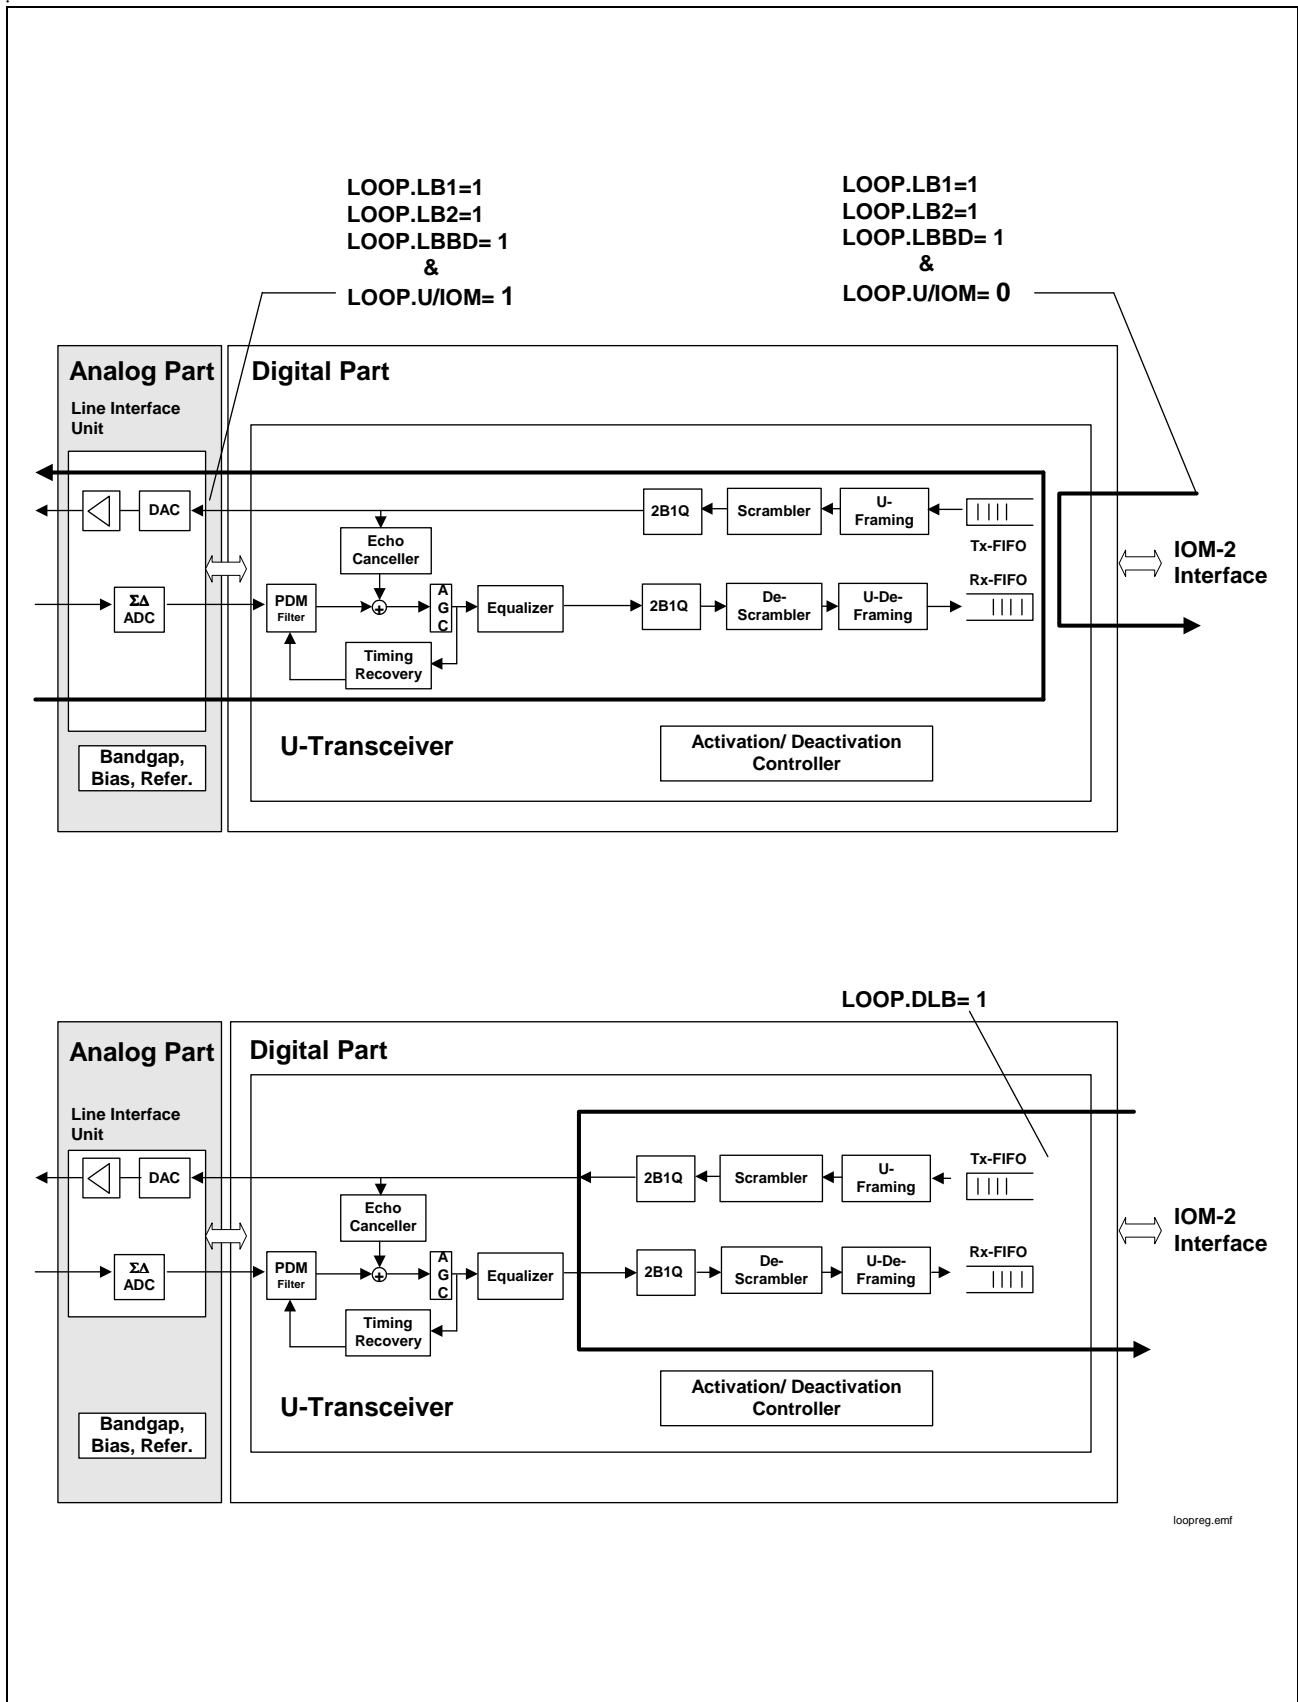 LOOP.LB1=1
LOOP.LB2=1
LOOP.LBBD= 1
&
LOOP.U/IOM= 1
LOOP.LB1=1
LOOP.LB2=1
LOOP.LBBD= 1
&
LOOP.U/IOM= 0
Analog Part
Digital Part
Line Interface
Unit
DAC
2B1Q
Scrambler
U-
Framing
Tx-FIFO
Echo
Canceller
IOM-2
Interface
ΣΔ
ADC
PDM
Filter
+
A
G
C
Equalizer
2B1Q
De-
Scrambler
U-De-
Framing
Rx-FIFO
Timing
Recovery
U-Transceiver
Activation/ Deactivation
Controller
Bandgap,
Bias, Refer.
LOOP.DLB= 1
Analog Part
Digital Part
Line Interface
Unit
DAC
2B1Q
Scrambler
U-
Framing
Tx-FIFO
Echo
Canceller
IOM-2
Interface
ΣΔ
ADC
PDM
Filter
+
A
G
C
Equalizer
2B1Q
De-
Scrambler
U-De-
Framing
Rx-FIFO
Timing
Recovery
U-Transceiver
Activation/ Deactivation
Controller
Bandgap,
Bias, Refer.
loopreg.emf